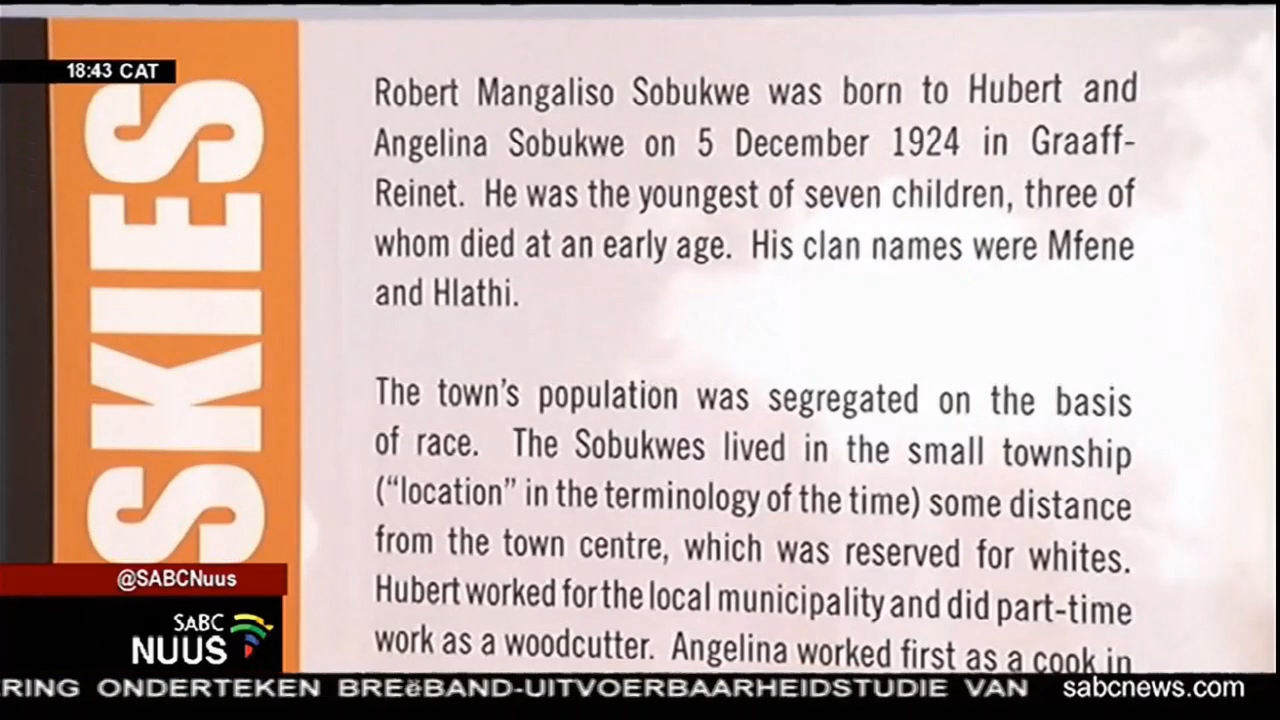 18:43 CAT
SKIES
Robert Mangaliso Sobukwe was born to Hubert and
Angelina Sobukwe on 5 December 1924 in Graaff-
Reinet. He was the youngest of seven children, three of
whom died at an early age. His clan names were Mfene
and Hlathi.
The town's population was segregated on the basis
of race. The Sobukwes lived in the small township
("location" in the terminology of the time) some distance
from the town centre, which was reserved for whites.
Hubert worked for the local municipality and did part-time
work as a woodcutter. Angelina worked first as a cook in
@SABCNuus
SABC
NUUS
RING ONDERTEKEN BREëBAND-UITVOERBAARHEIDSTUDIE VAN
sabcnews.com